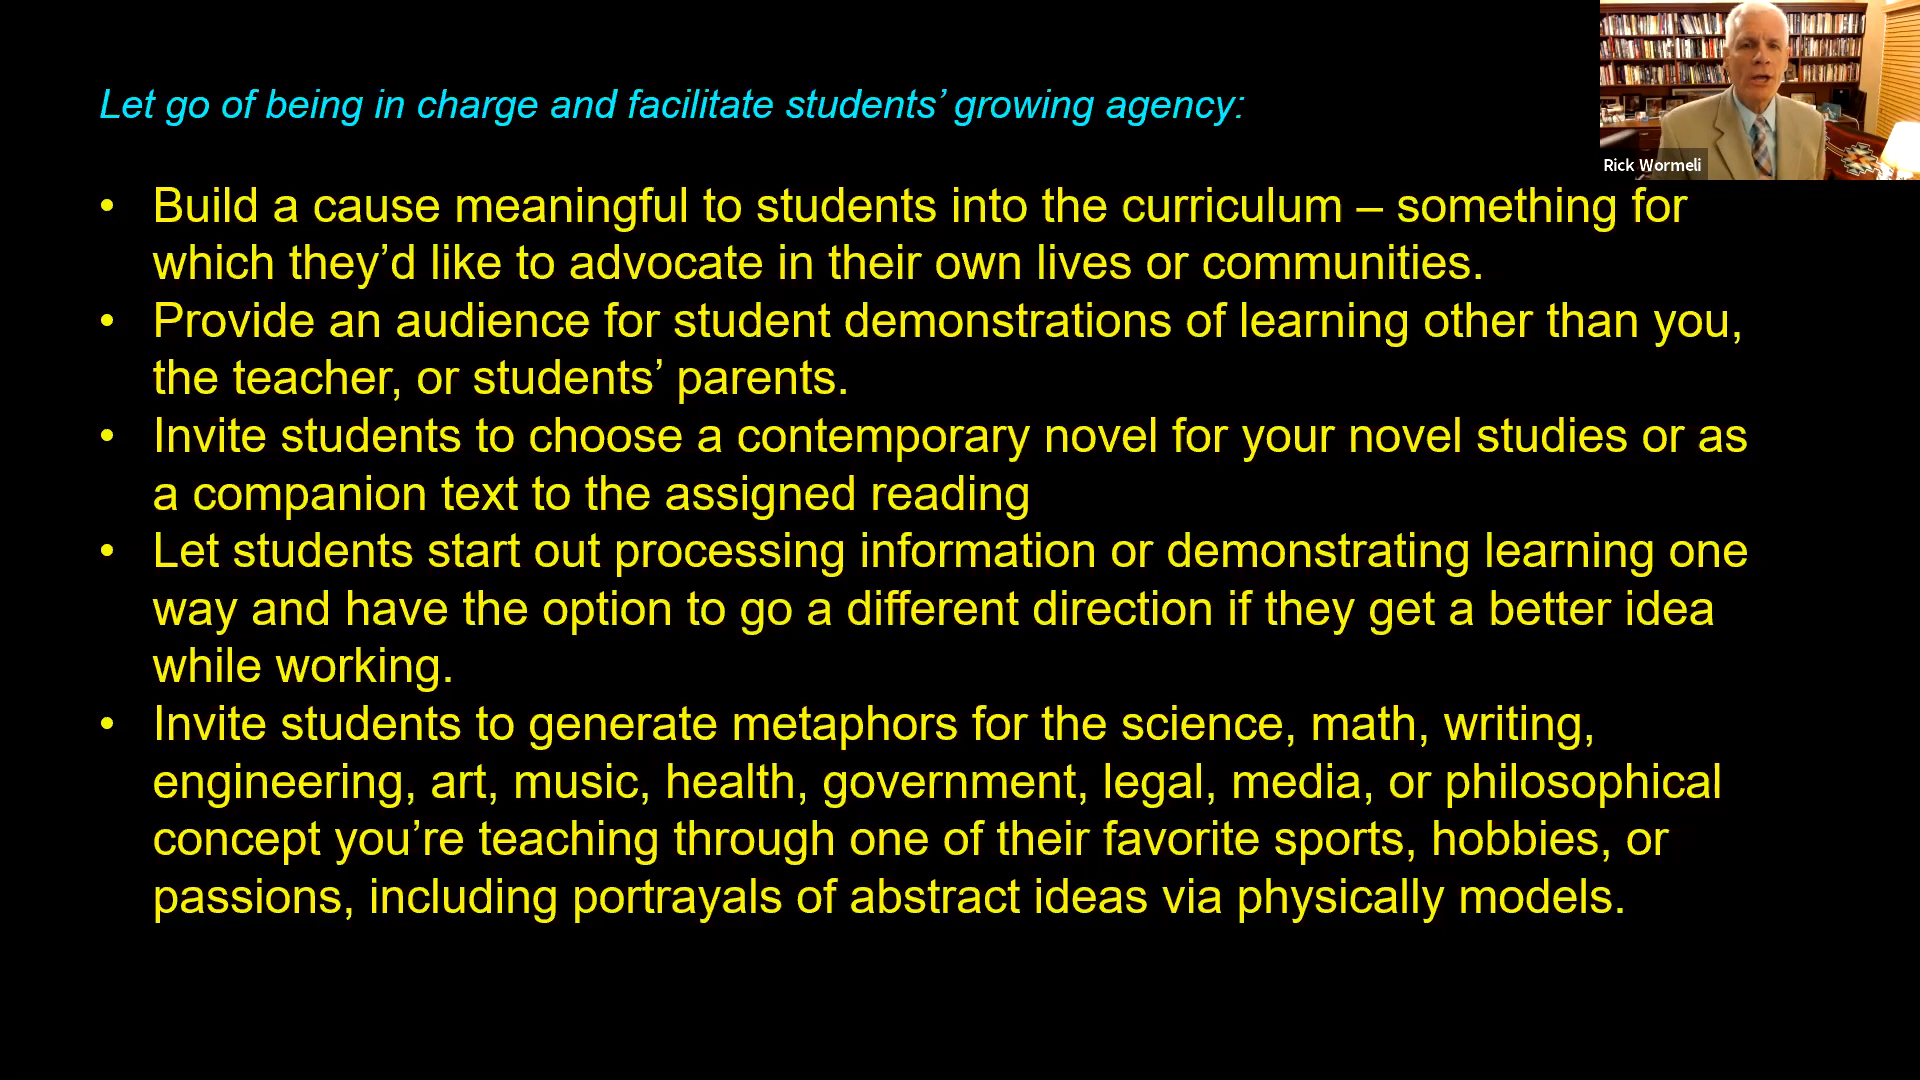 Let go of being in charge and facilitate students’ growing agency:
Rick Wormeli
• Build a cause meaningful to students into the curriculum – something for
which they’d like to advocate in their own lives or communities.
• Provide an audience for student demonstrations of learning other than you,
the teacher, or students’ parents.
• Invite students to choose a contemporary novel for your novel studies or as
a companion text to the assigned reading
• Let students start out processing information or demonstrating learning one
way and have the option to go a different direction if they get a better idea
while working.
• Invite students to generate metaphors for the science, math, writing,
engineering, art, music, health, government, legal, media, or philosophical
concept you’re teaching through one of their favorite sports, hobbies, or
passions, including portrayals of abstract ideas via physically models.